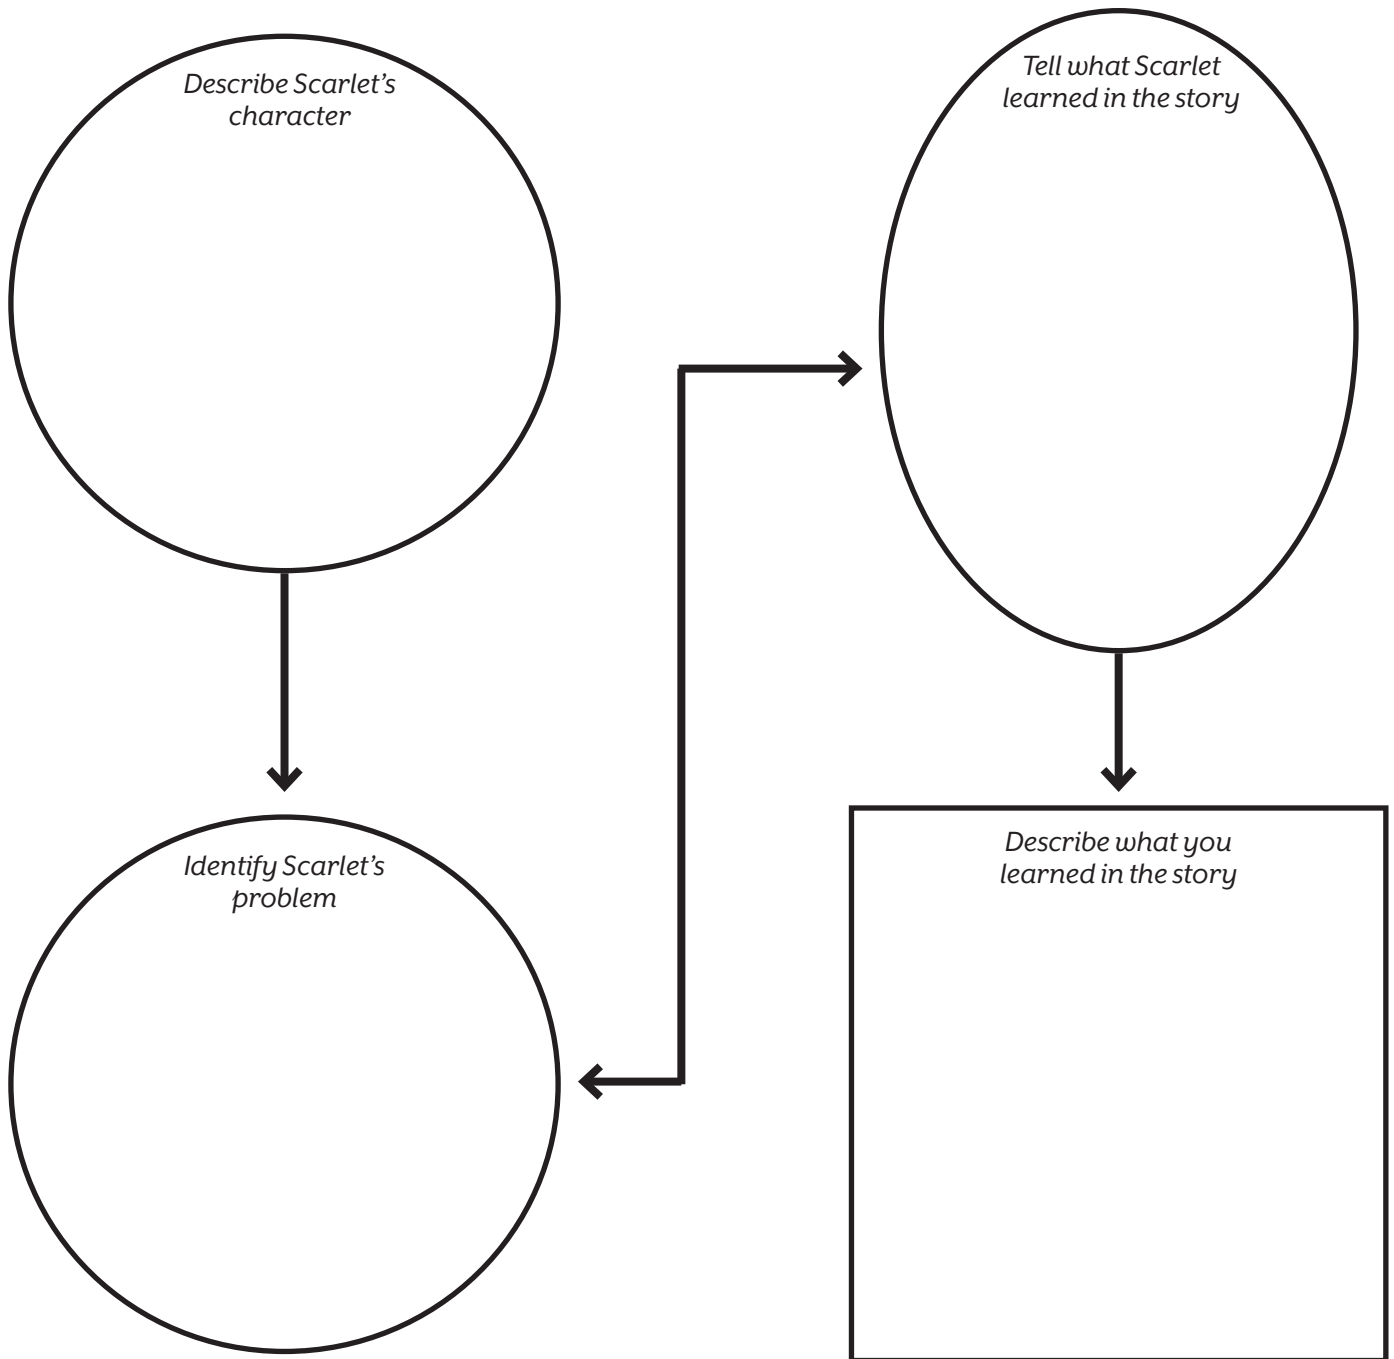 Describe Scarlet’s
character
Identify Scarlet’s
problem
Tell what Scarlet
learned in the story
Describe what you
learned in the story